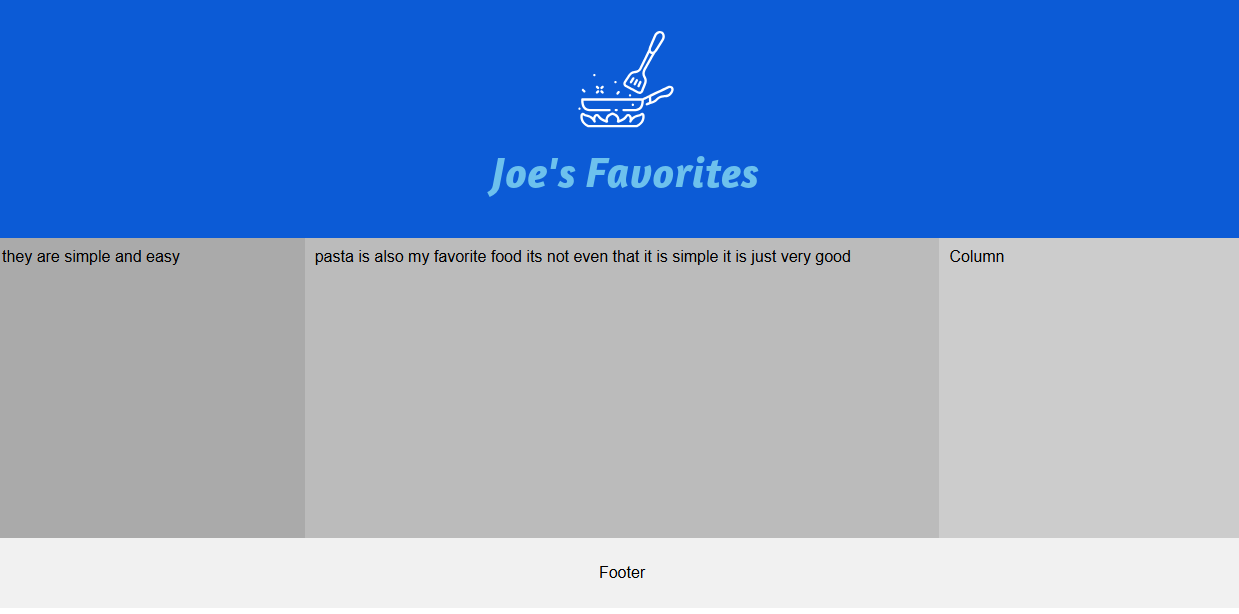 Joe's Favorites
they are simple and easy
pasta is also my favorite food its not even that it is simple it is just very good
Column
Footer